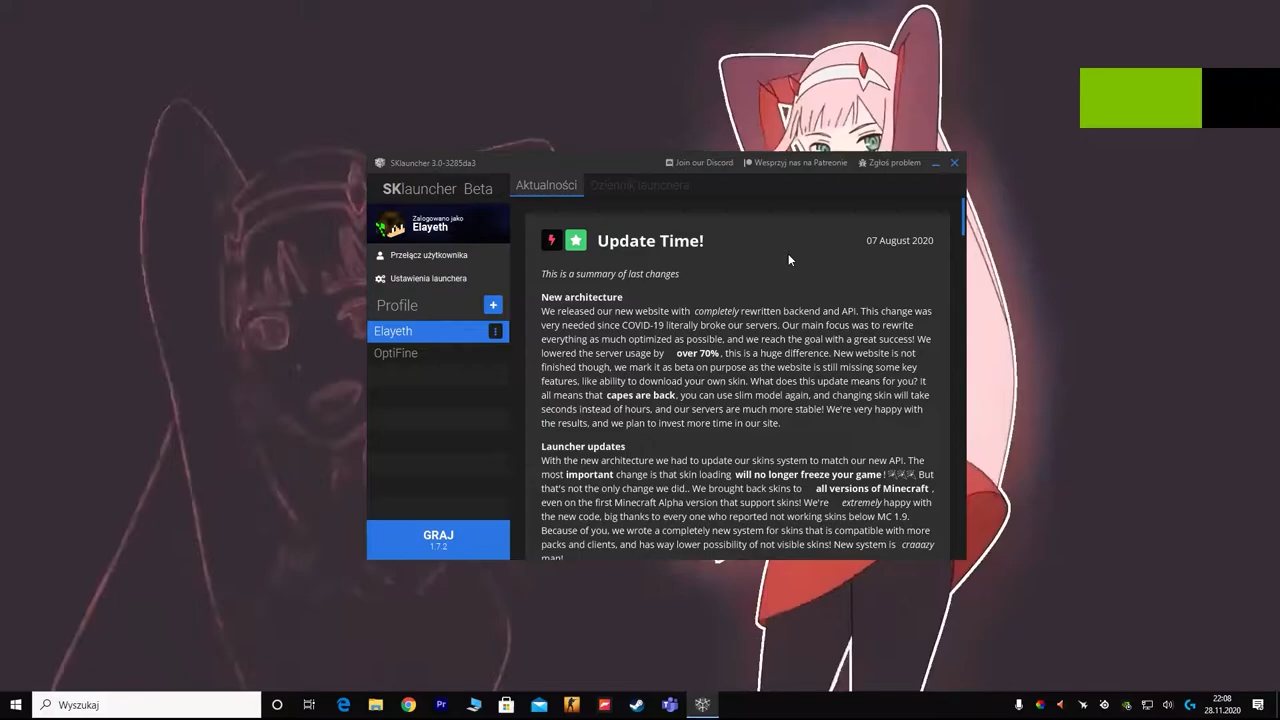 SKlauncher 3.0-3285da3
Join our Discord
Wesprzyj nas na Patreonie
Zgłoś problem
SKlauncher Beta
Aktualności
Dziennik launchera
Zalogowano jako
Elayeth
Przełącz użytkownika
Ustawienia launchera
Profile
+
Elayeth
OptiFine
GRAJ
1.7.2
Update Time!
07 August 2020
This is a summary of last changes
New architecture
We released our new website with completely rewritten backend and API. This change was
very needed since COVID-19 literally broke our servers. Our main focus was to rewrite
everything as much optimized as possible, and we reach the goal with a great success! We
lowered the server usage by over 70%, this is a huge difference. New website is not
finished though, we mark it as beta on purpose as the website is still missing some key
features, like ability to download your own skin. What does this update means for you? It
all means that capes are back, you can use slim model again, and changing skin will take
seconds instead of hours, and our servers are much more stable! We're very happy with
the results, and we plan to invest more time in our site.
Launcher updates
With the new architecture we had to update our skins system to match our new API. The
most important change is that skin loading will no longer freeze your game! But
that's not the only change we did.. We brought back skins to all versions of Minecraft,
even on the first Minecraft Alpha version that support skins! We're extremely happy with
the new code, big thanks to every one who reported not working skins below MC 1.9.
Because of you, we wrote a completely new system for skins that is compatible with more
packs and clients, and has way lower possibility of not visible skins! New system is craaazy
man!
Wyszukaj
22:08
28.11.2020